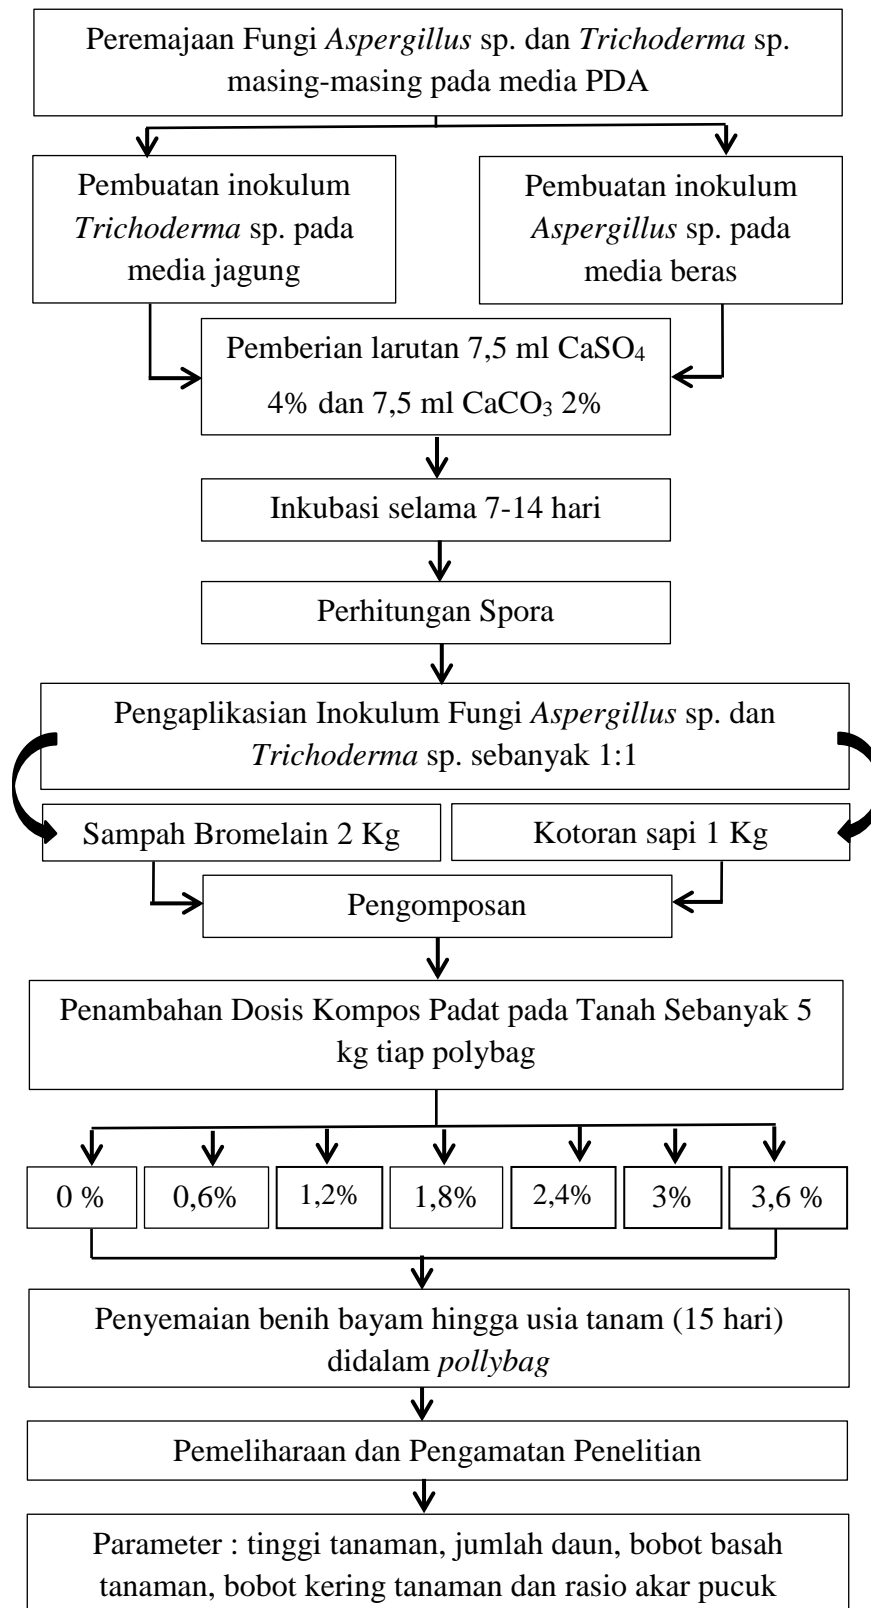 Peremajaan Fungi Aspergillus sp. dan Trichoderma sp.
masing-masing pada media PDA
Pembuatan inokulum
Trichoderma sp. pada
media jagung
Pembuatan inokulum
Aspergillus sp. pada
media beras
Pemberian larutan 7,5 ml CaSO₄
4% dan 7,5 ml CaCO₃ 2%
Inkubasi selama 7-14 hari
Perhitungan Spora
Pengaplikasian Inokulum Fungi Aspergillus sp. dan
Trichoderma sp. sebanyak 1:1
Sampah Bromelain 2 Kg
Kotoran sapi 1 Kg
Pengomposan
Penambahan Dosis Kompos Padat pada Tanah Sebanyak 5
kg tiap polybag
0 %
0,6%
1,2%
1,8%
2,4%
3%
3,6 %
Penyemaian benih bayam hingga usia tanam (15 hari)
didalam pollybag
Pemeliharaan dan Pengamatan Penelitian
Parameter : tinggi tanaman, jumlah daun, bobot basah
tanaman, bobot kering tanaman dan rasio akar pucuk